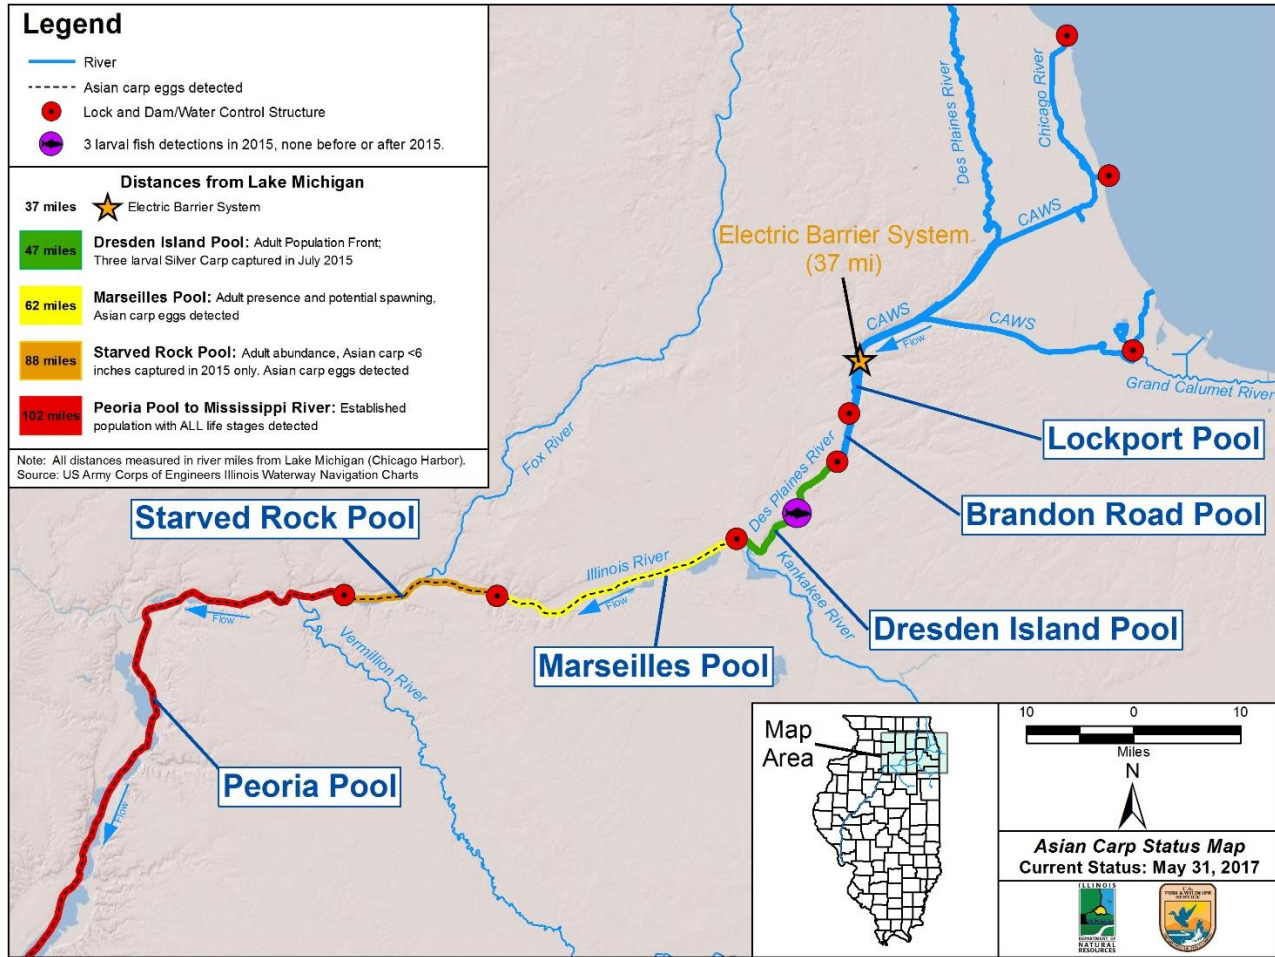 Legend
River
Asian carp eggs detected
Lock and Dam/Water Control Structure
3 larval fish detections in 2015, none before or after 2015.
Distances from Lake Michigan
37 miles
Electric Barrier System
47 miles
Dresden Island Pool: Adult Population Front;
Three larval Silver Carp captured in July 2015
62 miles
Marseilles Pool: Adult presence and potential spawning,
Asian carp eggs detected
88 miles
Starved Rock Pool: Adult abundance, Asian carp <6
inches captured in 2015 only. Asian carp eggs detected
102 miles
Peoria Pool to Mississippi River: Established
population with ALL life stages detected
Note: All distances measured in river miles from Lake Michigan (Chicago Harbor).
Source: US Army Corps of Engineers Illinois Waterway Navigation Charts
Des Plaines River
Chicago River
CAWS
Electric Barrier System
(37 mi)
CAWS
Flow
CAWS
Grand Calumet River
Lockport Pool
Fox River
Des Plaines River
Brandon Road Pool
Starved Rock Pool
Illinois River
Flow
Kankakee River
Dresden Island Pool
Flow
Vermillion River
Marseilles Pool
Peoria Pool
Flow
Map
Area
10 0 10
Miles
N
Asian Carp Status Map
Current Status: May 31, 2017
ILLINOIS
DEPARTMENT OF
NATURAL
RESOURCES
U.S.
FISH & WILDLIFE
SERVICE